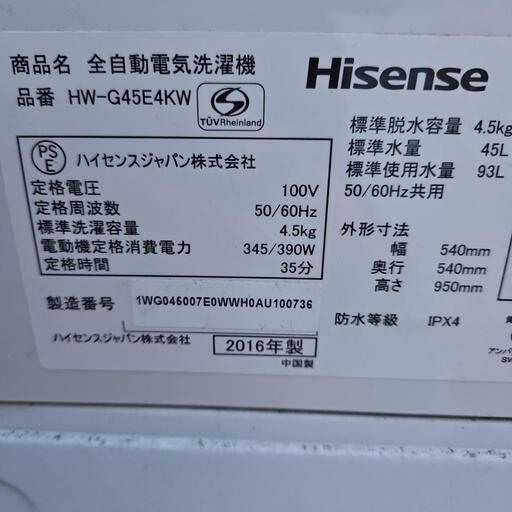 商品名 全自動電気洗濯機
Hisense
品番 HW-G45E4KW
TÜVRheinland
PS E ハイセンスジャパン株式会社
定格電圧 100V
定格周波数 50/60Hz
標準洗濯容量 4.5kg
電動機定格消費電力 345/390W
定格時間 35分
製造番号 1WG045007E0WWH0AU100736
ハイセンスジャパン株式会社 2016年製
中国製
標準脱水容量 4.5kg
標準水量 45L
標準使用水量 93L
50/60Hz共用
外形寸法
幅 540mm
奥行 540mm
高さ 950mm
防水等級 IPX4
アンバ